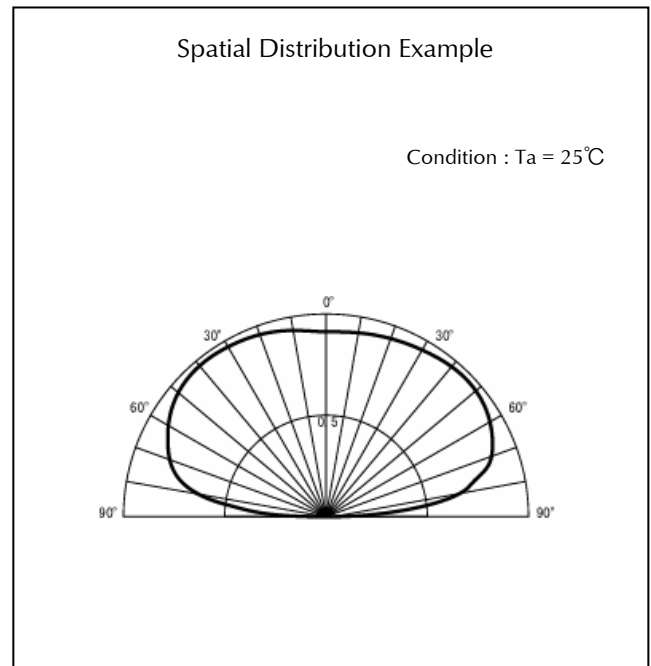 Spatial Distribution Example
Condition : Ta = 25℃
0°
30° 30°
60° 60°
0.5
90° 90°